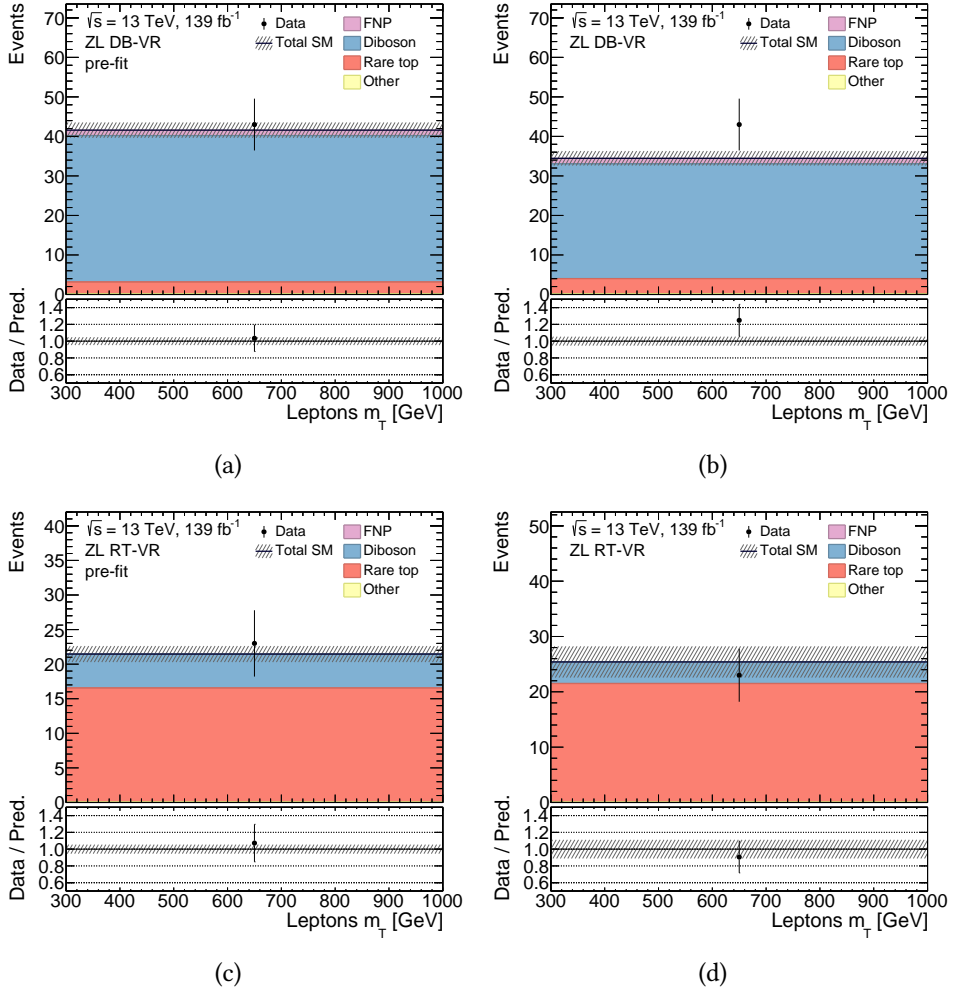 Events
70
60
50
40
30
20
10
0
√s = 13 TeV, 139 fb-1
ZL DB-VR
pre-fit
Data
Total SM
FNP
Diboson
Rare top
Other
Data / Pred.
1.4
1.2
1.0
0.8
0.6
300 400 500 600 700 800 900 1000
Leptons mT [GeV]
(a)
Events
70
60
50
40
30
20
10
0
√s = 13 TeV, 139 fb-1
ZL DB-VR
Data
Total SM
FNP
Diboson
Rare top
Other
Data / Pred.
1.4
1.2
1.0
0.8
0.6
300 400 500 600 700 800 900 1000
Leptons mT [GeV]
(b)
Events
40
35
30
25
20
15
10
5
0
√s = 13 TeV, 139 fb-1
ZL RT-VR
pre-fit
Data
Total SM
FNP
Diboson
Rare top
Other
Data / Pred.
1.4
1.2
1.0
0.8
0.6
300 400 500 600 700 800 900 1000
Leptons mT [GeV]
(c)
Events
50
40
30
20
10
0
√s = 13 TeV, 139 fb-1
ZL RT-VR
Data
Total SM
FNP
Diboson
Rare top
Other
Data / Pred.
1.4
1.2
1.0
0.8
0.6
300 400 500 600 700 800 900 1000
Leptons mT [GeV]
(d)